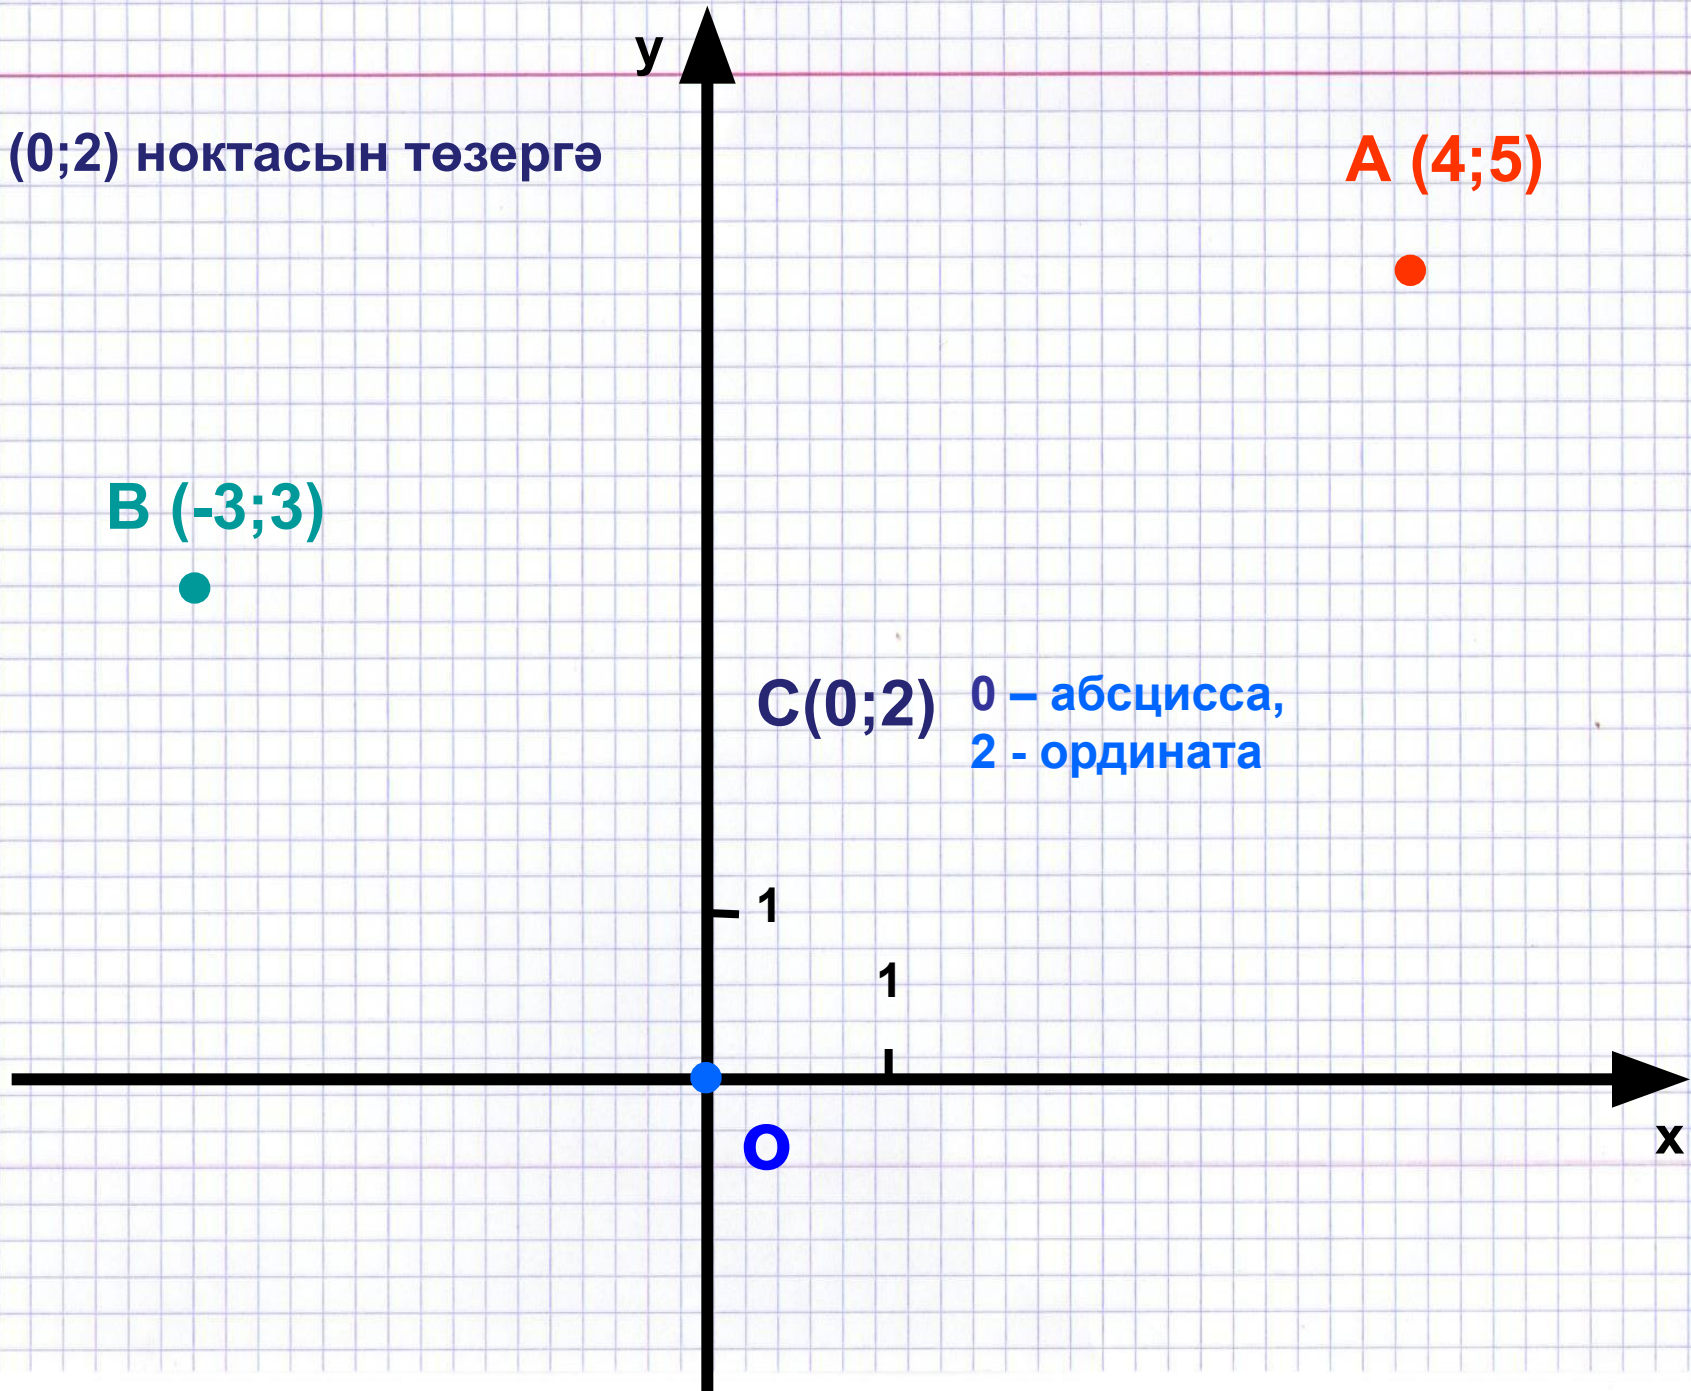 у
(0;2) ноктасын төзергә
А (4;5)
В (-3;3)
С(0;2)
0 – абсцисса,
2 - ордината
1
1
О
х